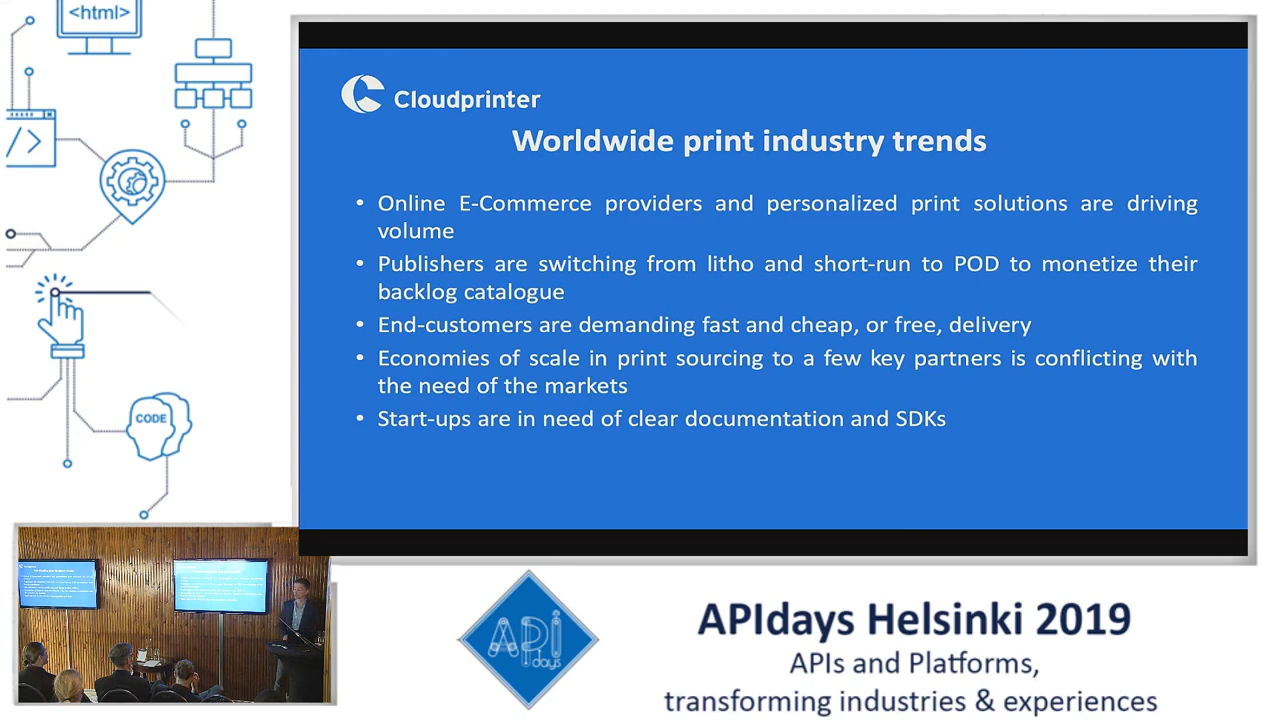 <html>
</>
CODE
Cloudprinter
Worldwide print industry trends
• Online E-Commerce providers and personalized print solutions are driving
volume
• Publishers are switching from litho and short-run to POD to monetize their
backlog catalogue
• End-customers are demanding fast and cheap, or free, delivery
• Economies of scale in print sourcing to a few key partners is conflicting with
the need of the markets
• Start-ups are in need of clear documentation and SDKs
API
days
APIdays Helsinki 2019
APIs and Platforms,
transforming industries & experiences